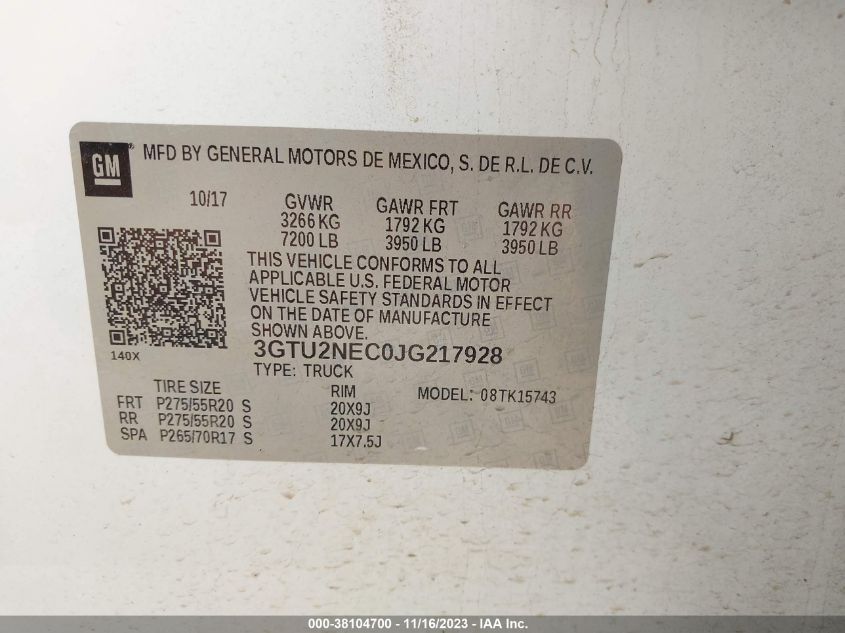 GM ® MFD BY GENERAL MOTORS DE MEXICO, S. DE R.L. DE C.V.
10/17 GVWR GAWR FRT GAWR RR
3266 KG 1792 KG 1792 KG
7200 LB 3950 LB 3950 LB
THIS VEHICLE CONFORMS TO ALL
APPLICABLE U.S. FEDERAL MOTOR
VEHICLE SAFETY STANDARDS IN EFFECT
ON THE DATE OF MANUFACTURE
SHOWN ABOVE.
140X 3GTU2NEC0JG217928
TYPE: TRUCK
TIRE SIZE RIM MODEL: 08TK15743
FRT P275/55R20 S 20X9J
RR P275/55R20 S 20X9J
SPA P265/70R17 S 17X7.5J
000-38104700 - 11/16/2023 - IAA Inc.